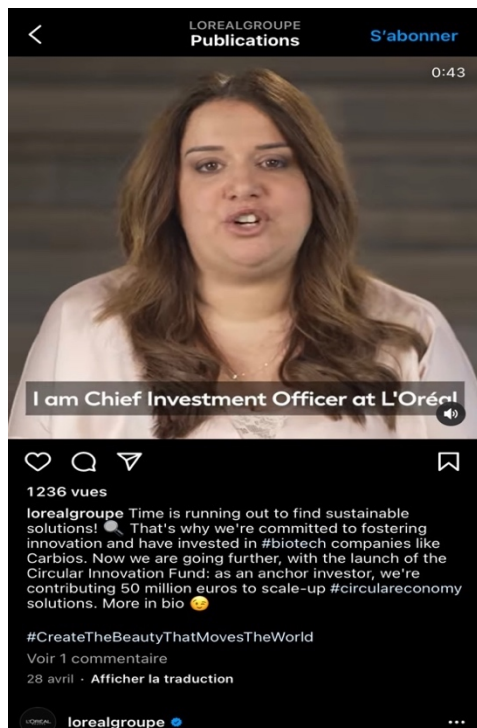 LOREALGROUPE
Publications
S'abonner
0:43
I am Chief Investment Officer at L'Oréal
1236 vues
lorealgroupe Time is running out to find sustainable
solutions! 🔍 That's why we're committed to fostering
innovation and have invested in #biotech companies like
Carbios. Now we are going further, with the launch of the
Circular Innovation Fund: as an anchor investor, we're
contributing 50 million euros to scale-up #circulareconomy
solutions. More in bio 😉
#CreateTheBeautyThatMovesTheWorld
Voir 1 commentaire
28 avril · Afficher la traduction
L'ORÉAL
lorealgroupe